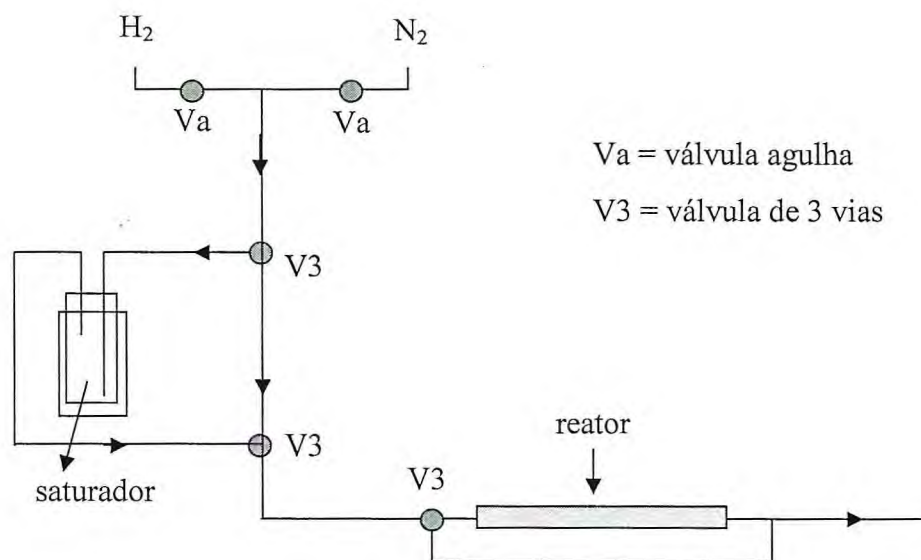 H₂
N₂
Va
Va
Va = válvula agulha
V3 = válvula de 3 vias
V3
V3
reator
V3
saturador